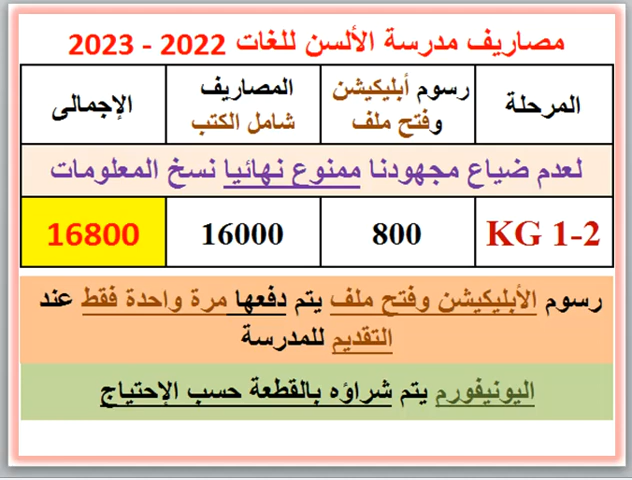 مصاريف مدرسة الألسن للغات 2022 - 2023
المرحلة
رسوم أبليكيشن
وفتح ملف
المصاريف
شامل الكتب
الإجمالى
لعدم ضياع مجهودنا ممنوع نهائيا نسخ المعلومات
KG 1-2
800
16000
16800
رسوم الأبليكيشن وفتح ملف يتم دفعها مرة واحدة فقط عند
التقديم للمدرسة
اليونيفورم يتم شراؤه بالقطعة حسب الإحتياج